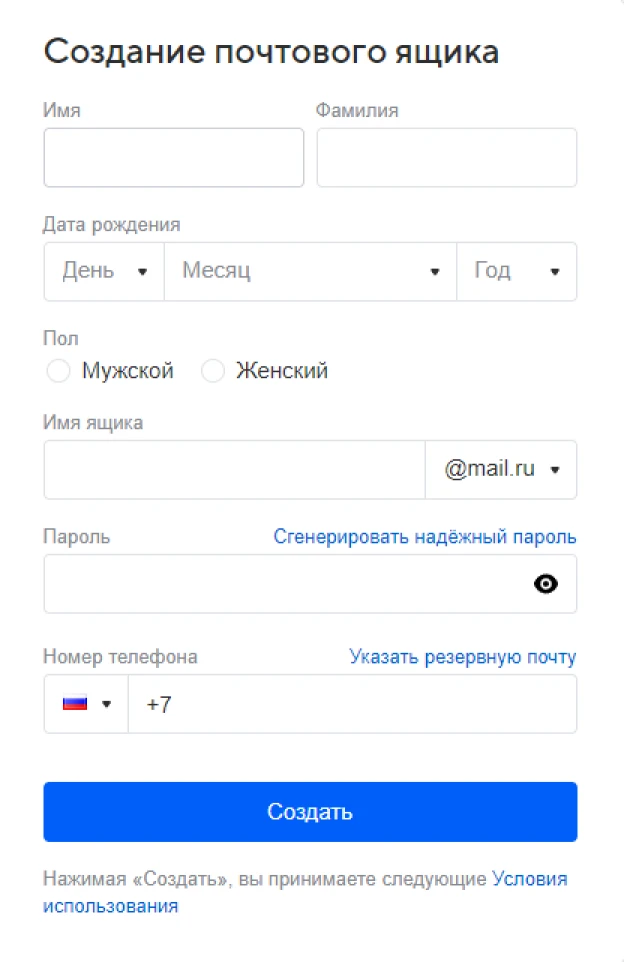 Создание почтового ящика
Имя Фамилия
Дата рождения
День Месяц Год
Пол
Мужской Женский
Имя ящика
@mail.ru
Пароль Сгенерировать надёжный пароль
Номер телефона Указать резервную почту
+7
Создать
Нажимая «Создать», вы принимаете следующие Условия
использования